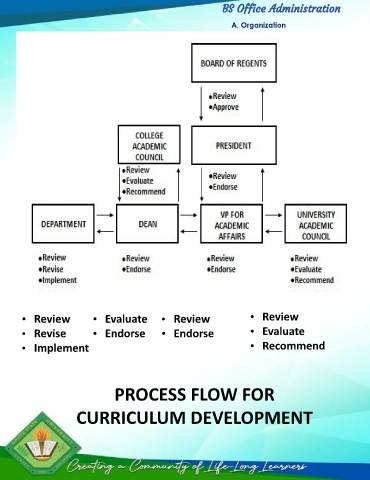 BS Office Administration
A. Organization
BOARD OF REGENTS
●Review
●Approve
COLLEGE
ACADEMIC
COUNCIL
PRESIDENT
●Review
●Evaluate
●Recommend
●Review
●Endorse
DEPARTMENT
DEAN
VP FOR
ACADEMIC
AFFAIRS
UNIVERSITY
ACADEMIC
COUNCIL
●Review
●Revise
●Implement
●Review
●Endorse
●Review
●Endorse
●Review
●Evaluate
●Recommend
• Review
• Revise
• Implement
• Evaluate
• Endorse
• Review
• Endorse
• Review
• Evaluate
• Recommend
PROCESS FLOW FOR
CURRICULUM DEVELOPMENT
Creating a Community of Life-Long Learners